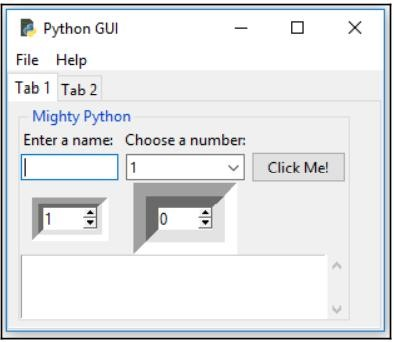 Python GUI
File Help
Tab 1 Tab 2
Mighty Python
Enter a name: Choose a number:
1 Click Me!
1 0